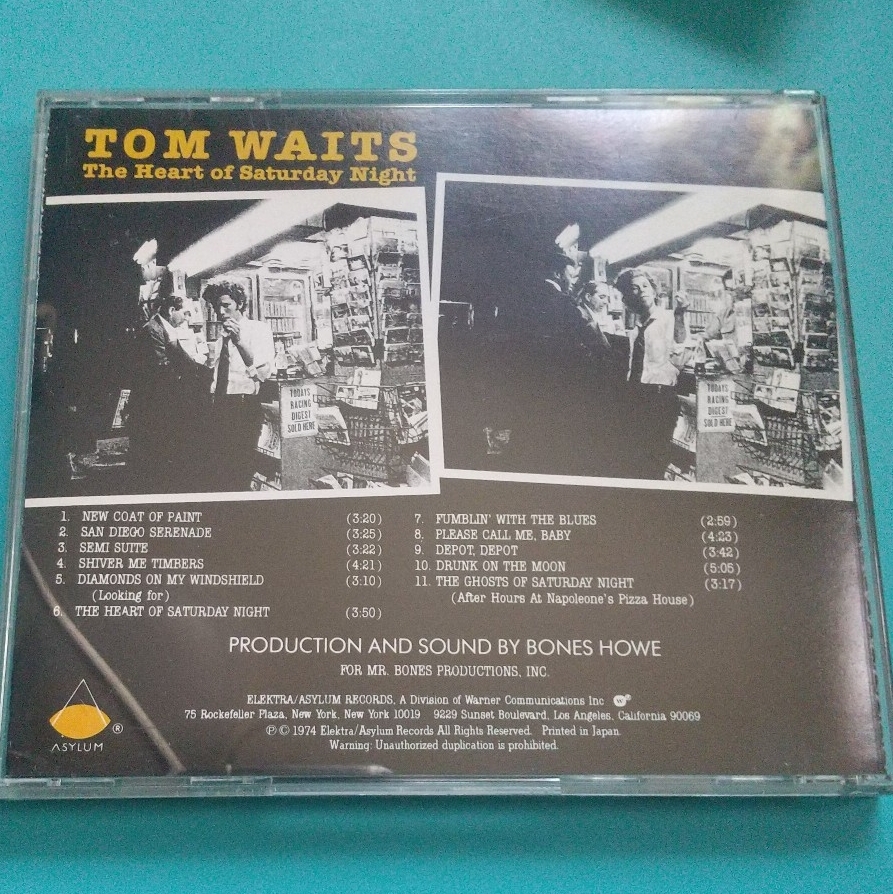 TOM WAITS
The Heart of Saturday Night
TODAYS
RACING
DIGEST
SOLD HERE
TODAYS
RACING
DIGEST
SOLD HERE
1. NEW COAT OF PAINT (3:20)
2. SAN DIEGO SERENADE (3:25)
3. SEMI SUITE (3:22)
4. SHIVER ME TIMBERS (4:21)
5. DIAMONDS ON MY WINDSHIELD (3:10)
(Looking for)
6. THE HEART OF SATURDAY NIGHT (3:50)
7. FUMBLIN' WITH THE BLUES (2:59)
8. PLEASE CALL ME, BABY (4:23)
9. DEPOT, DEPOT (3:42)
10. DRUNK ON THE MOON (5:05)
11. THE GHOSTS OF SATURDAY NIGHT (3:17)
(After Hours At Napoleone's Pizza House)
PRODUCTION AND SOUND BY BONES HOWE
FOR MR. BONES PRODUCTIONS, INC.
ELEKTRA/ASYLUM RECORDS, A Division of Warner Communications Inc
75 Rockefeller Plaza, New York, New York 10019 9229 Sunset Boulevard, Los Angeles, California 90069
℗ © 1974 Elektra/Asylum Records All Rights Reserved. Printed in Japan.
Warning: Unauthorized duplication is prohibited.
®
ASYLUM